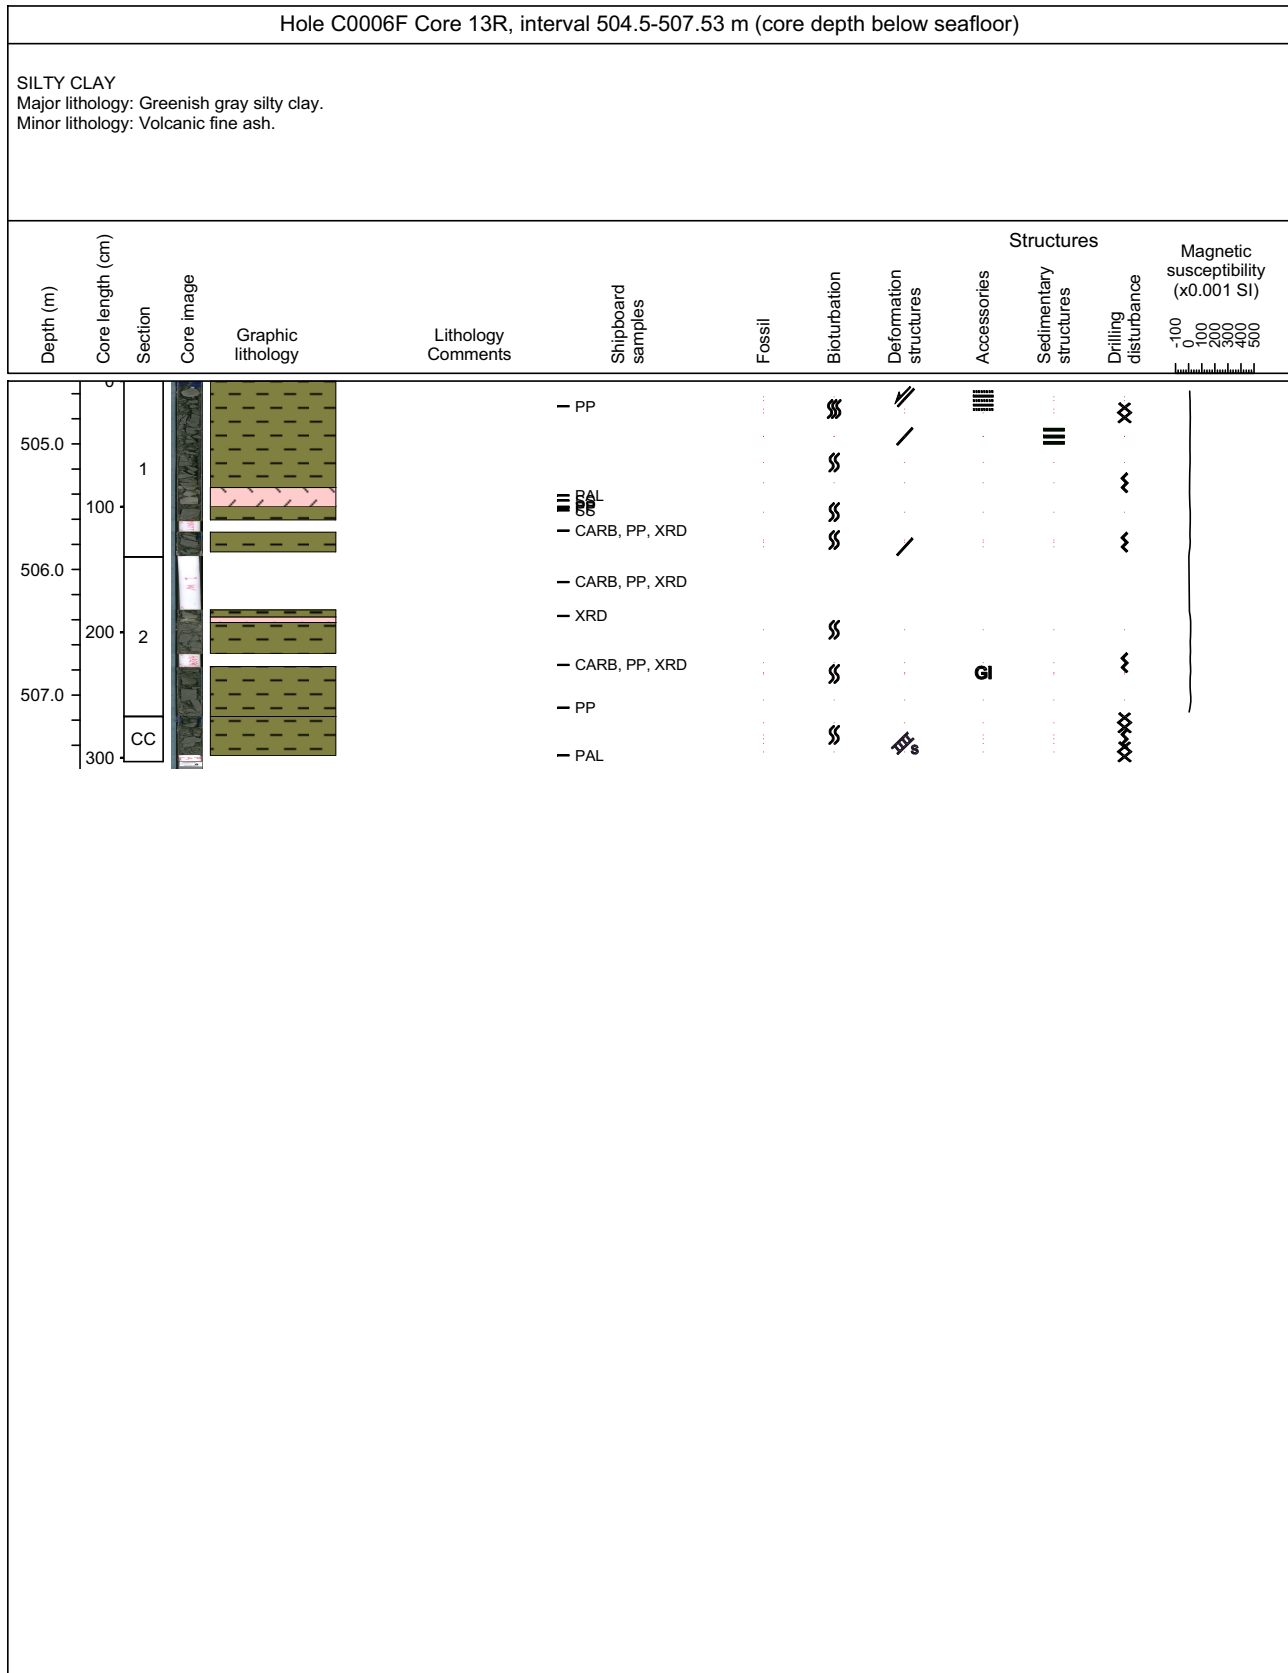 Hole C0006F Core 13R, interval 504.5-507.53 m (core depth below seafloor)
SILTY CLAY
Major lithology: Greenish gray silty clay.
Minor lithology: Volcanic fine ash.
Depth (m)
Core length (cm)
Section
Core image
Graphic
lithology
Lithology
Comments
Shipboard
samples
Fossil
Bioturbation
Structures
Deformation
structures
Accessories
Sedimentary
structures
Drilling
disturbance
Magnetic
susceptibility
(x0.001 SI)
-100
0
100
200
300
400
500
0
PP
505.0
1
PAL
100
PP
SS
CARB, PP, XRD
506.0
CARB, PP, XRD
XRD
200
2
CARB, PP, XRD
GI
507.0
PP
CC
S
300
PAL